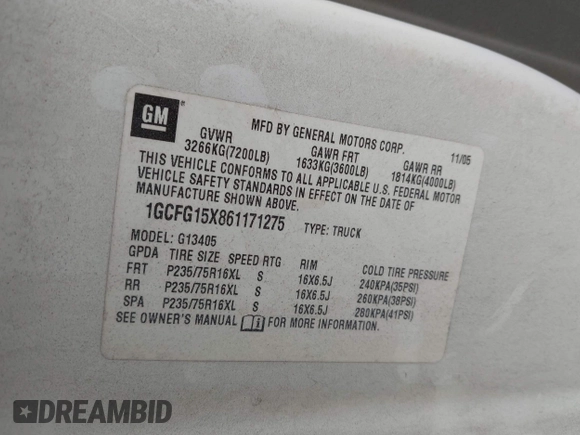 GM
MFD BY GENERAL MOTORS CORP. 11/05
GVWR GAWR FRT GAWR RR
3266KG(7200LB) 1633KG(3600LB) 1814KG(4000LB)
THIS VEHICLE CONFORMS TO ALL APPLICABLE U.S. FEDERAL MOTOR
VEHICLE SAFETY STANDARDS IN EFFECT ON THE DATE OF
MANUFACTURE SHOWN ABOVE.
1GCFG15X861171275 TYPE: TRUCK
MODEL: G13405
GPDA TIRE SIZE SPEED RTG RIM COLD TIRE PRESSURE
FRT P235/75R16XL S 16X6.5J 240KPA(35PSI)
RR P235/75R16XL S 16X6.5J 260KPA(38PSI)
SPA P235/75R16XL S 16X6.5J 280KPA(41PSI)
SEE OWNER'S MANUAL FOR MORE INFORMATION.
DREAMBID